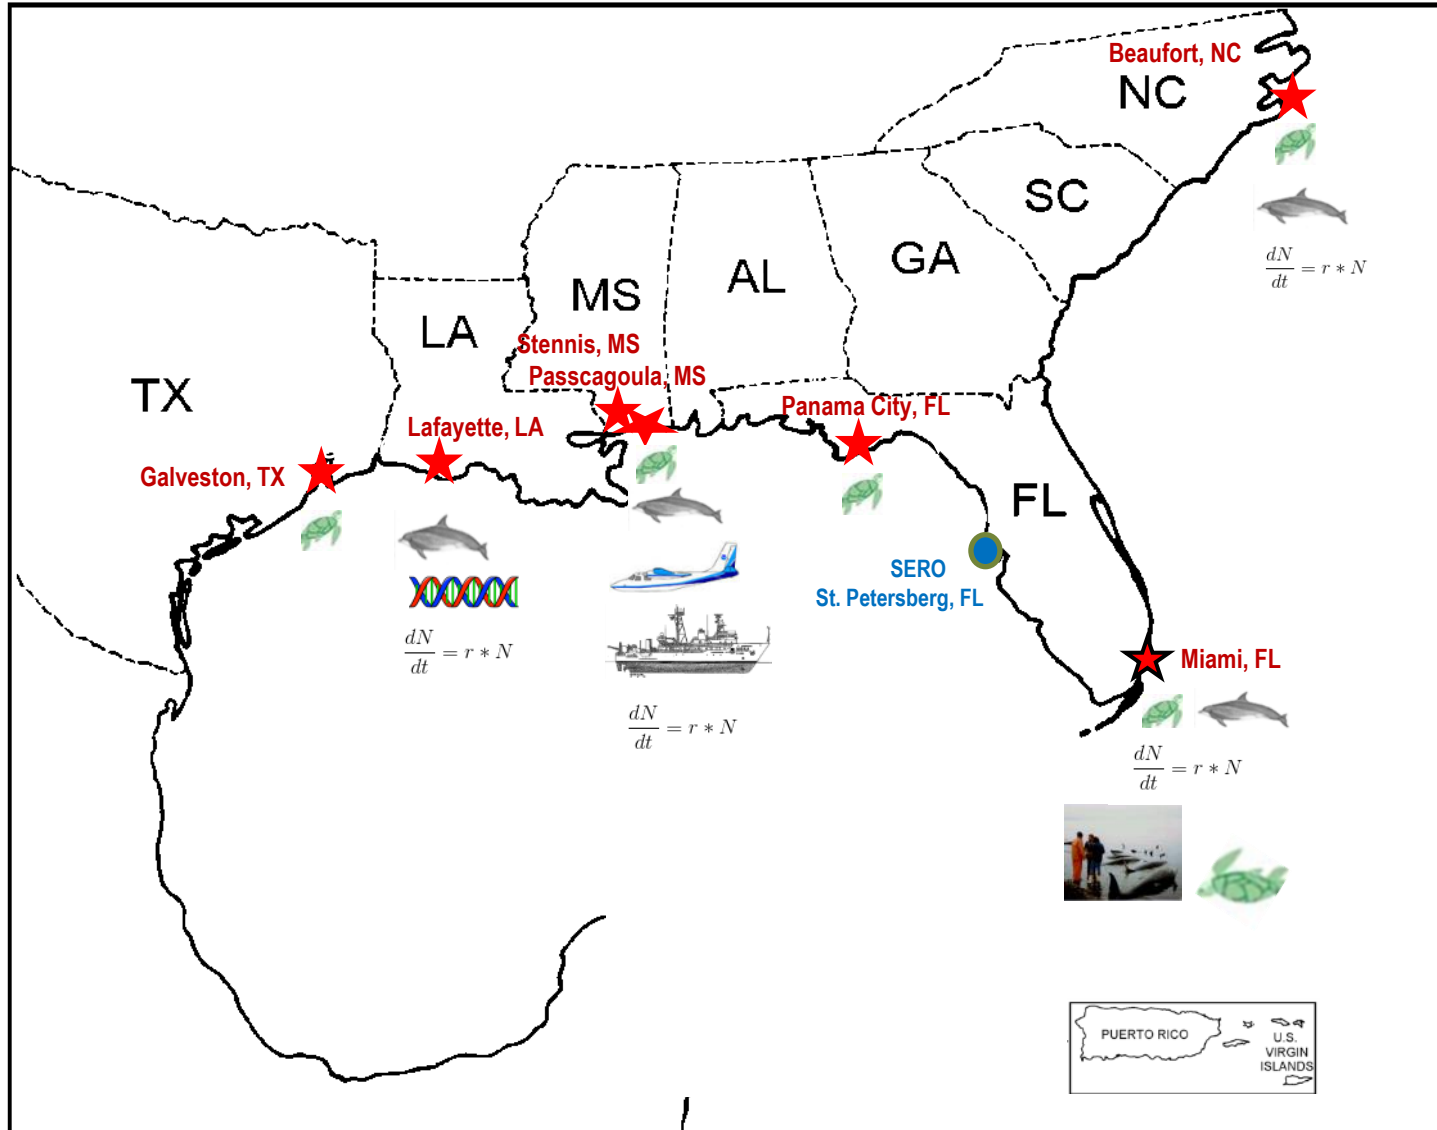 Beaufort, NC
NC
SC
GA
AL
MS
LA
TX
FL
Stennis, MS
Passcagoula, MS
Panama City, FL
Lafayette, LA
Galveston, TX
SERO
St. Petersberg, FL
Miami, FL
dN/dt = r * N
dN/dt = r * N
dN/dt = r * N
dN/dt = r * N
PUERTO RICO
U.S.
VIRGIN
ISLANDS